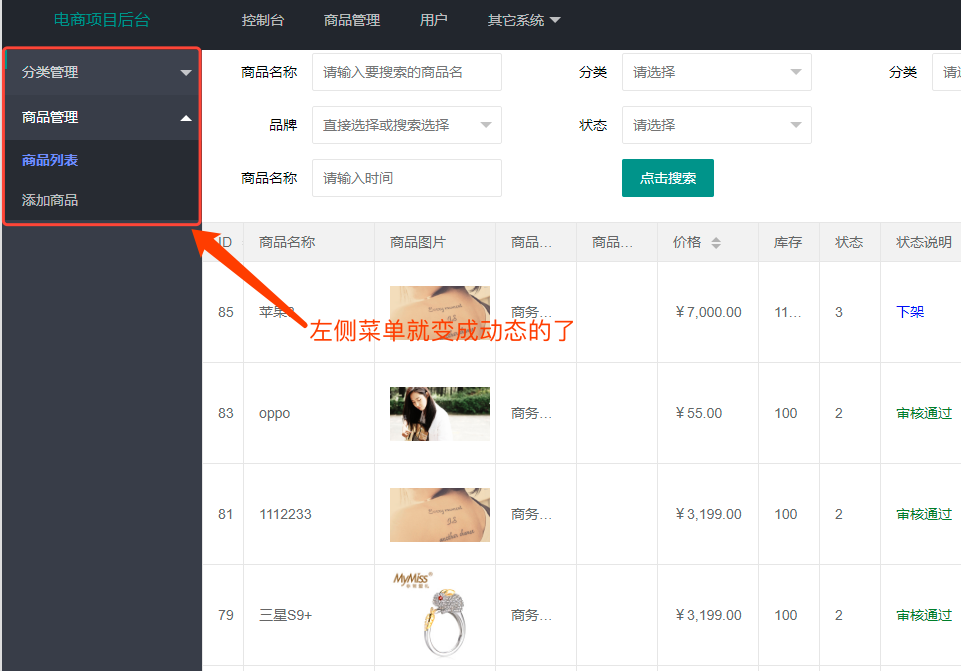 电商项目后台 控制台 商品管理 用户 其它系统
分类管理
商品管理
商品列表
添加商品
商品名称 请输入要搜索的商品名 分类 请选择 分类
品牌 直接选择或搜索选择 状态 请选择
商品名称 请输入时间 点击搜索
ID 商品名称 商品图片 商品... 商品... 价格 库存 状态 状态说明
左侧菜单就变成动态的了
85 商务... ￥7,000.00 11... 3 下架
83 oppo 商务... ￥55.00 100 2 审核通过
81 1112233 商务... ￥3,199.00 100 2 审核通过
MyMiss
79 三星S9+ 商务... ￥3,199.00 100 2 审核通过